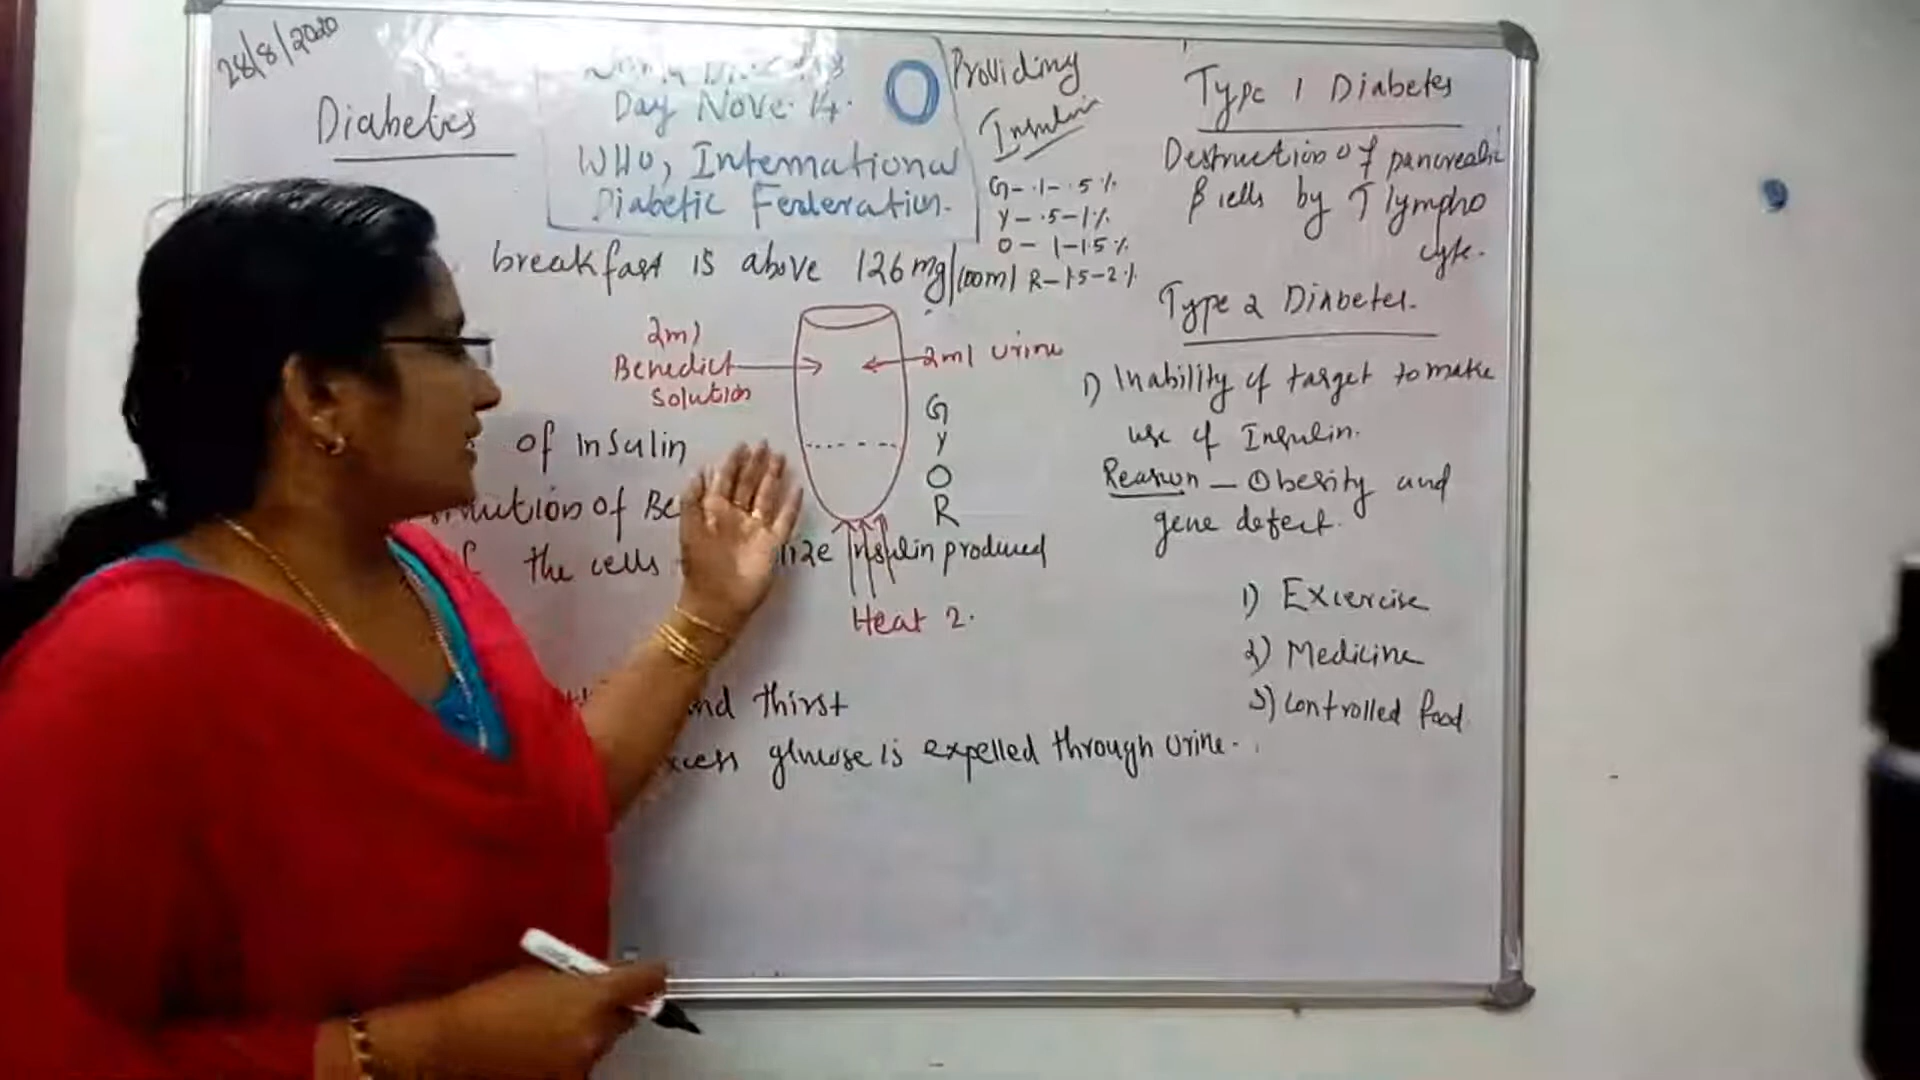 28/8/2020
Diabetes
Day Nove. 14.
WHO, International
Diabetic Federation.
Providing
Insulin
G- .1- .5%
Y- .5-1%
O- 1-1.5%
R-1.5-2%
breakfast is above 126mg/100ml
2ml
Benedict
Solution
2ml urine
G
Y
O
R
Heat 2.
of insulin
of
the cells
insulin produced
and thirst
glucose is expelled through urine.
Type 1 Diabetes
Destruction of pancreatic
β cells by T lympho
cyte.
Type 2 Diabetes.
1) Inability of target to make
use of Insulin.
Reason - Obesity and
gene defect.
1) Excercise
2) Medicine
3) Controlled food.